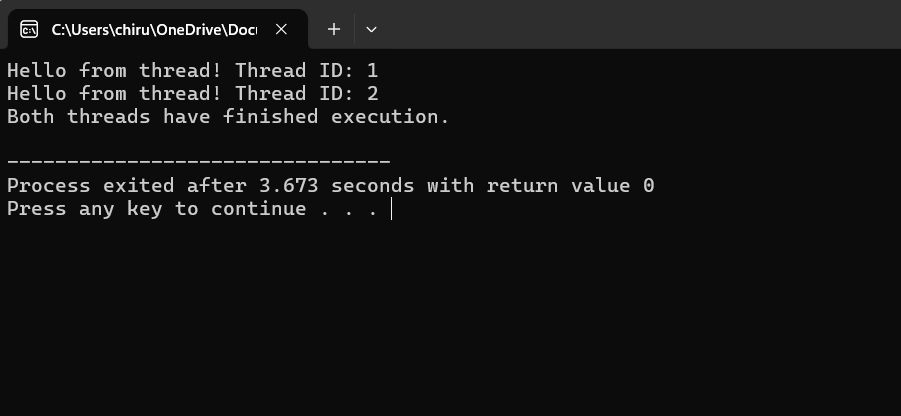 C:\Users\chiru\OneDrive\Docu
Hello from thread! Thread ID: 1
Hello from thread! Thread ID: 2
Both threads have finished execution.
--------------------------------
Process exited after 3.673 seconds with return value 0
Press any key to continue . . .